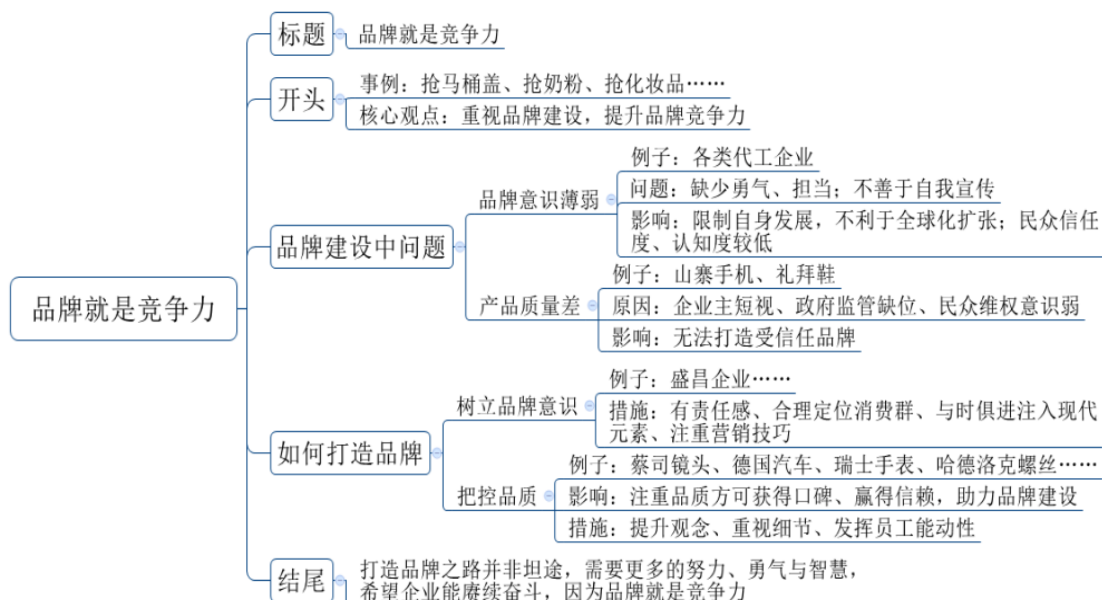 品牌就是竞争力
标题
品牌就是竞争力
开头
事例：抢马桶盖、抢奶粉、抢化妆品……
核心观点：重视品牌建设，提升品牌竞争力
品牌建设中问题
品牌意识薄弱
例子：各类代工企业
问题：缺少勇气、担当；不善于自我宣传
影响：限制自身发展，不利于全球化扩张；民众信任
度、认知度较低
产品质量差
例子：山寨手机、礼拜鞋
原因：企业主短视、政府监管缺位、民众维权意识弱
影响：无法打造受信任品牌
如何打造品牌
树立品牌意识
例子：盛昌企业……
措施：有责任感、合理定位消费群、与时俱进注入现代
元素、注重营销技巧
把控品质
例子：蔡司镜头、德国汽车、瑞士手表、哈德洛克螺丝……
影响：注重品质方可获得口碑、赢得信赖，助力品牌建设
措施：提升观念、重视细节、发挥员工能动性
结尾
打造品牌之路并非坦途，需要更多的努力、勇气与智慧，
希望企业能赓续奋斗，因为品牌就是竞争力